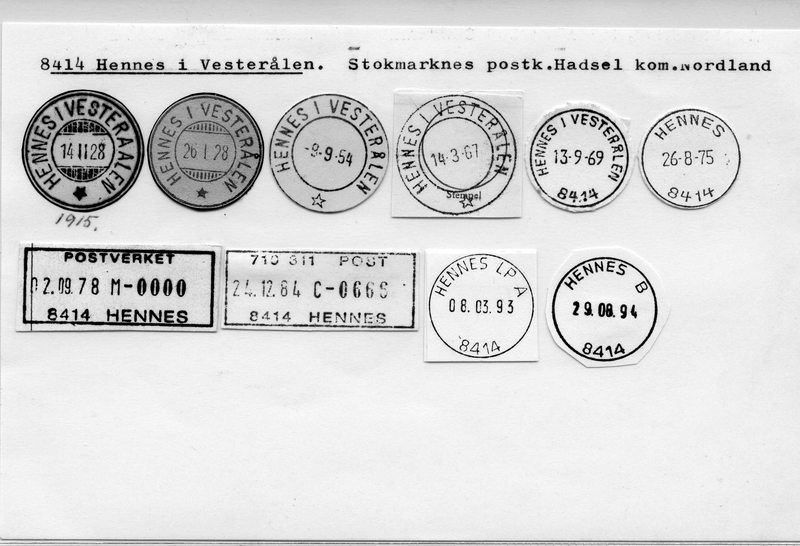 8414 Hennes i Vesterålen. Stokmarknes postk.Hadsel kom.Nordland
HENNES I VESTERAALEN
14 II 28
HENNES I VESTERÅLEN
26 I 28
HENNES I VESTERÅLEN
-9-54
HENNES I VESTERÅLEN
14-3-67
Stempel
HENNES I VESTERÅLEN
13-9-69
8414
HENNES
26-8-75
8414
1915.
POSTVERKET
02.09.78 M-0000
8414 HENNES
710 311 POST
24.12.84
8414 HENNES
HENNES LP A
08.03.93
8414
HENNES B
29.08.94
8414